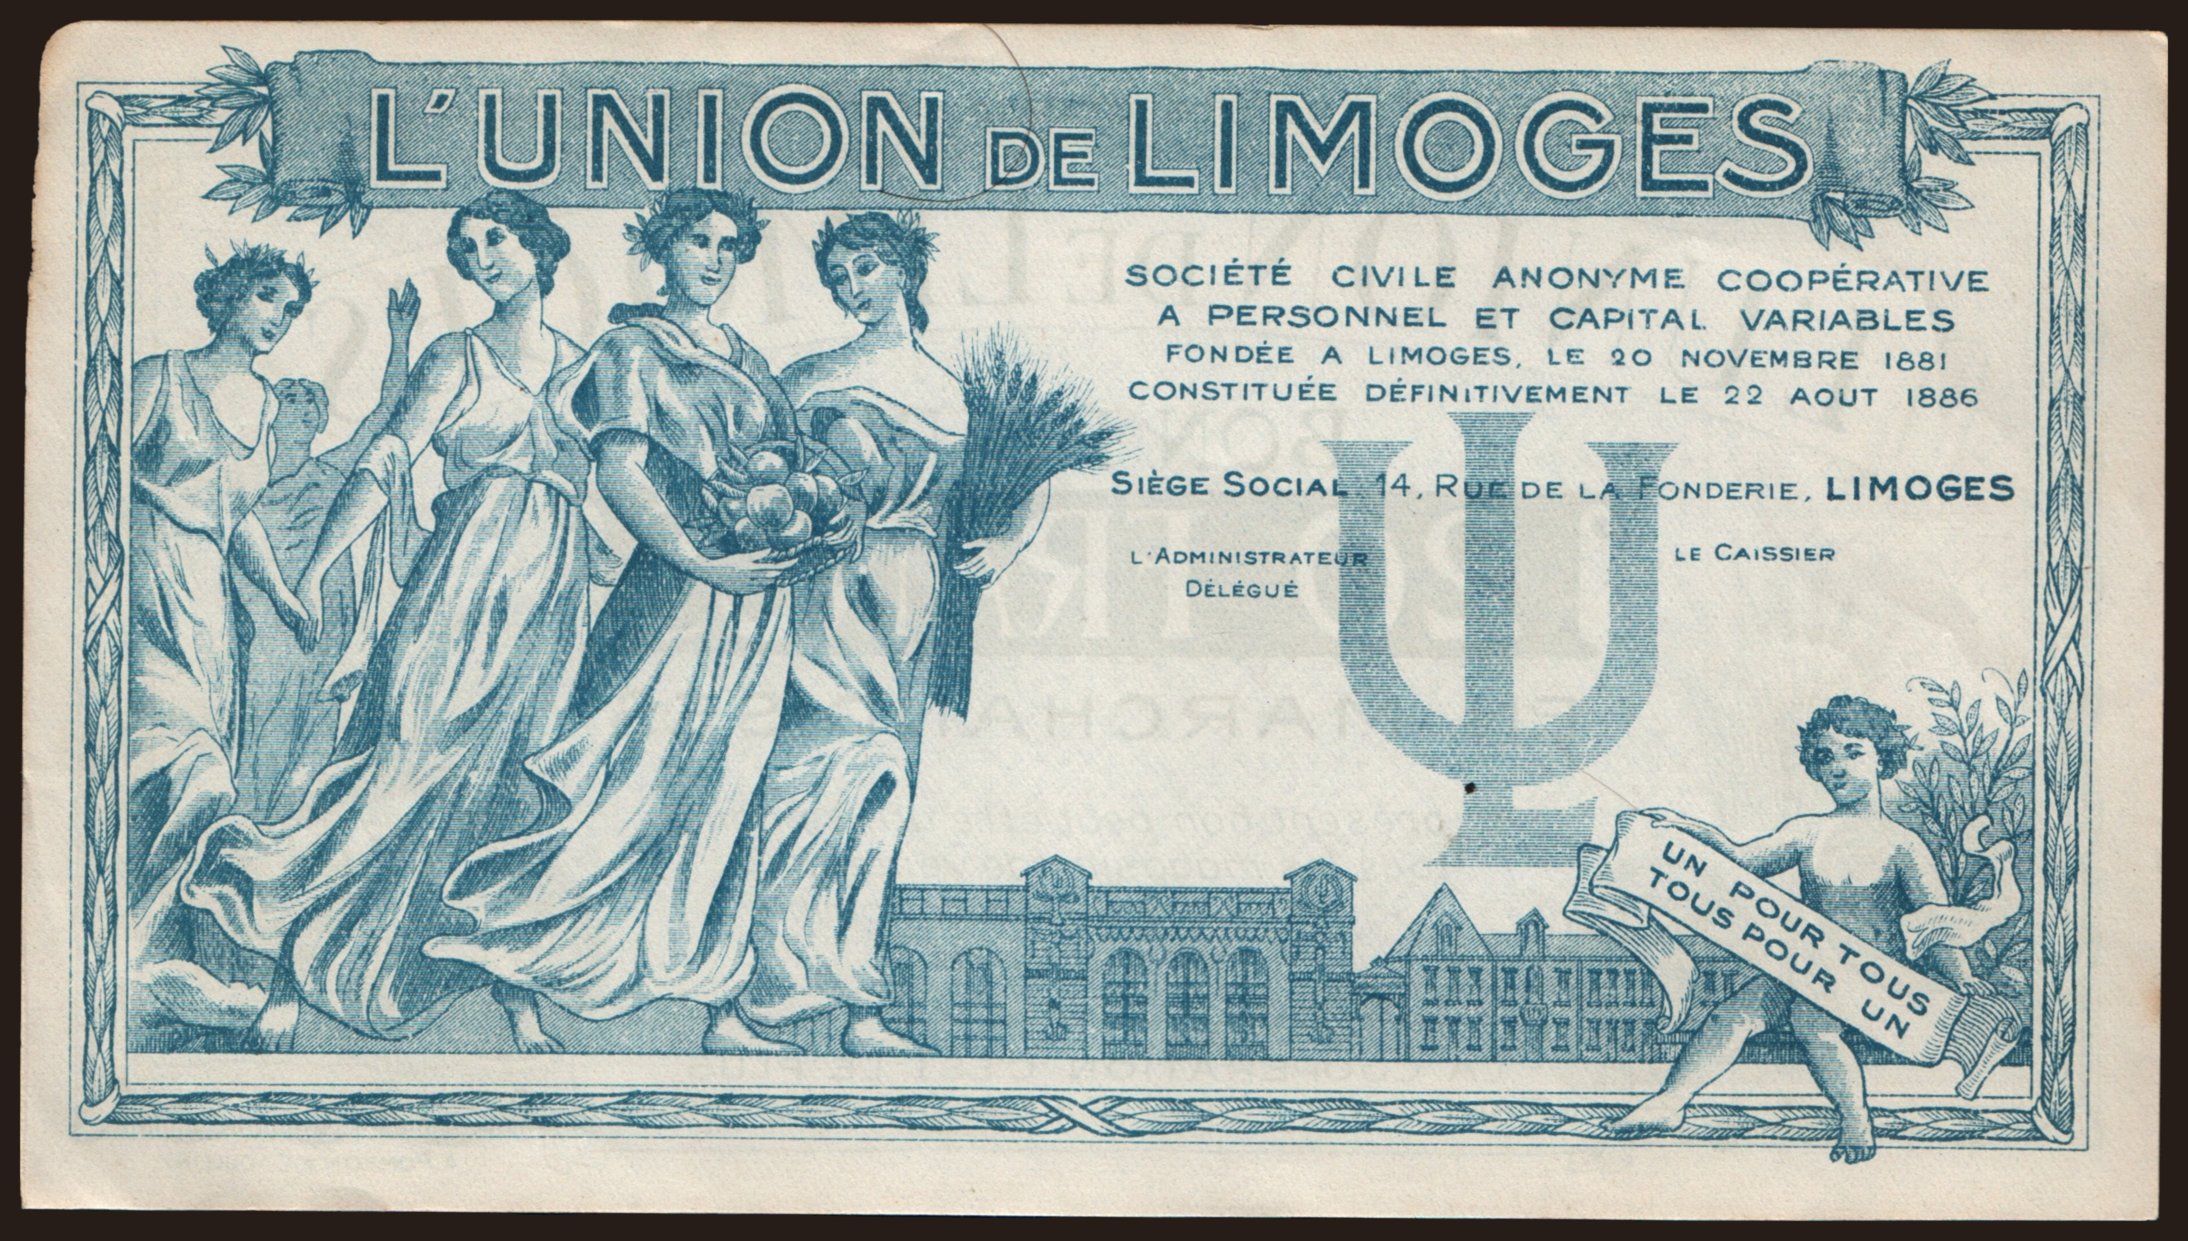 L'UNION DE LIMOGES
SOCIÉTÉ CIVILE ANONYME COOPÉRATIVE
A PERSONNEL ET CAPITAL VARIABLES
FONDÉE A LIMOGES, LE 20 NOVEMBRE 1881
CONSTITUÉE DÉFINITIVEMENT LE 22 AOUT 1886
SIÈGE SOCIAL 14, RUE DE LA FONDERIE, LIMOGES
L'ADMINISTRATEUR
DÉLÉGUÉ
LE CAISSIER
UN POUR TOUS
TOUS POUR UN